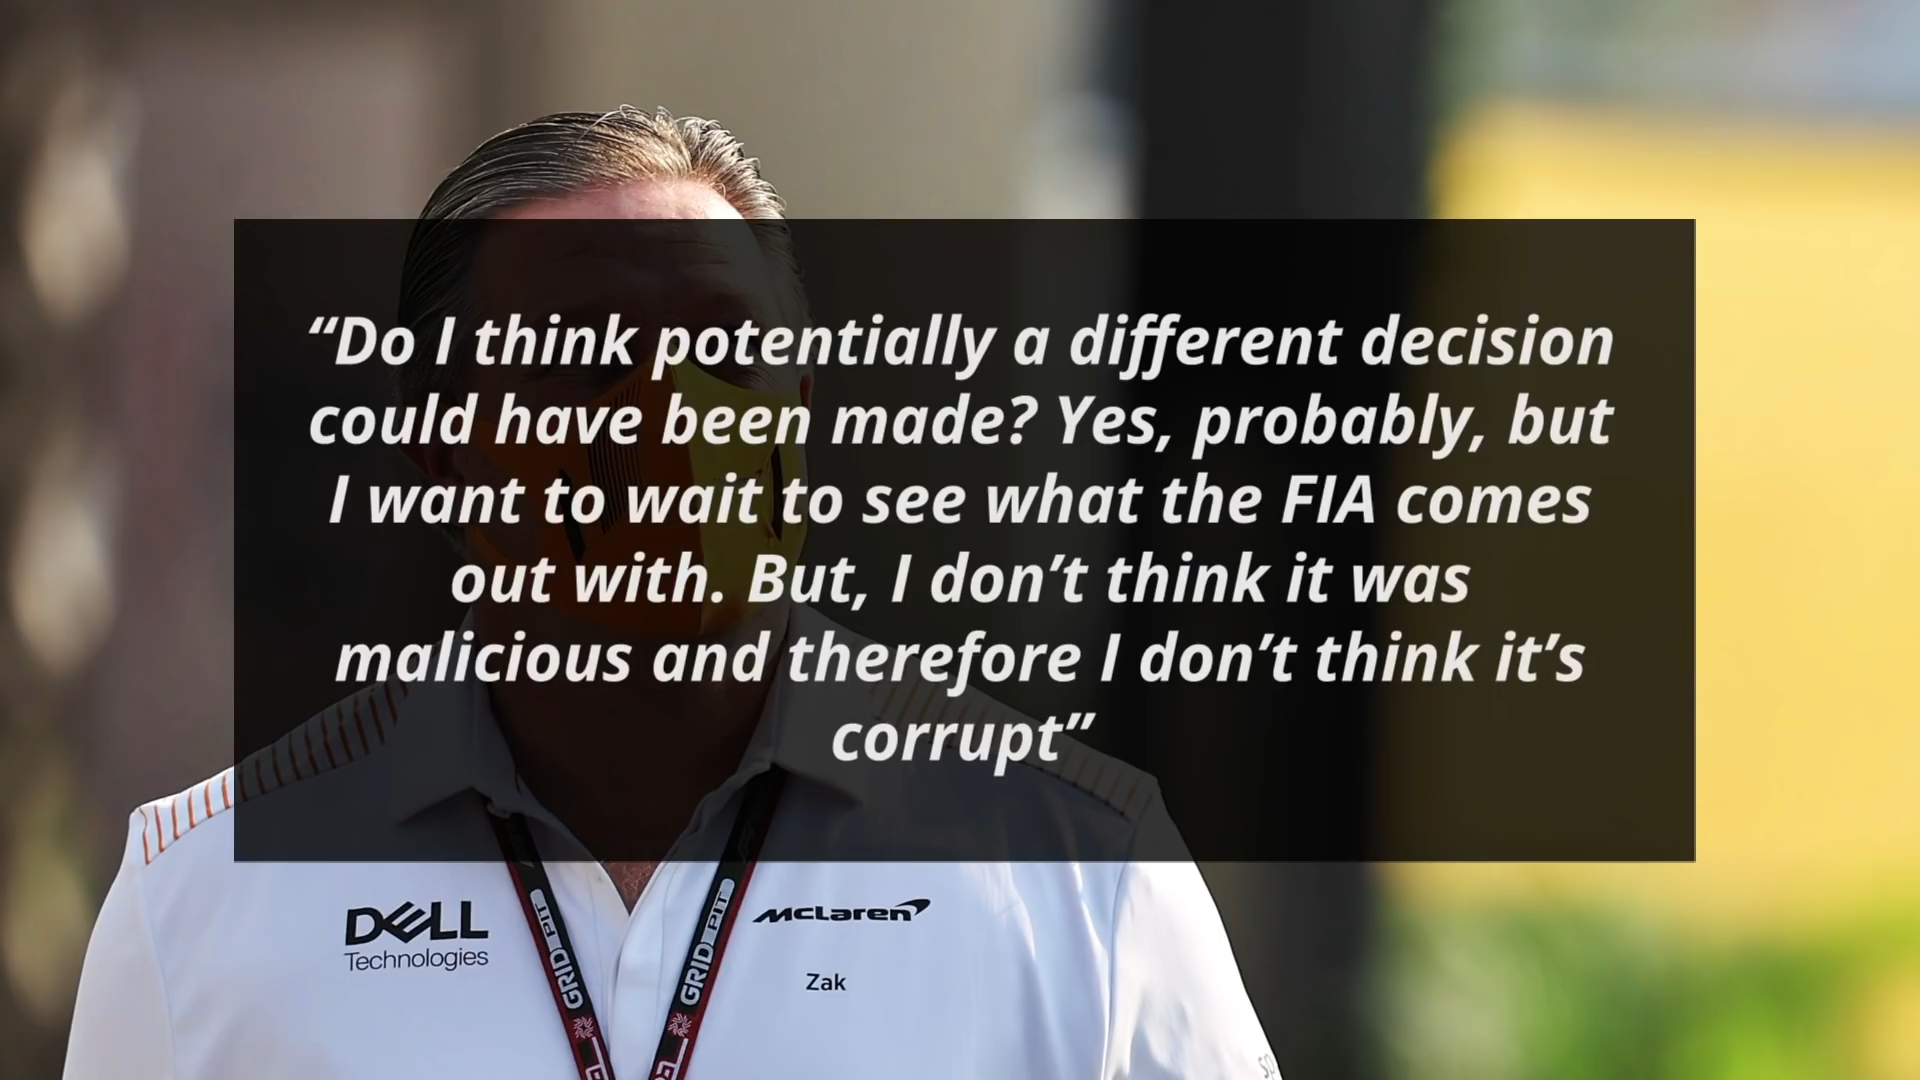 “Do I think potentially a different decision
could have been made? Yes, probably, but
I want to wait to see what the FIA comes
out with. But, I don’t think it was
malicious and therefore I don’t think it’s
corrupt”
DELL
Technologies
McLaren
Zak
GRID PIT
GRID PIT